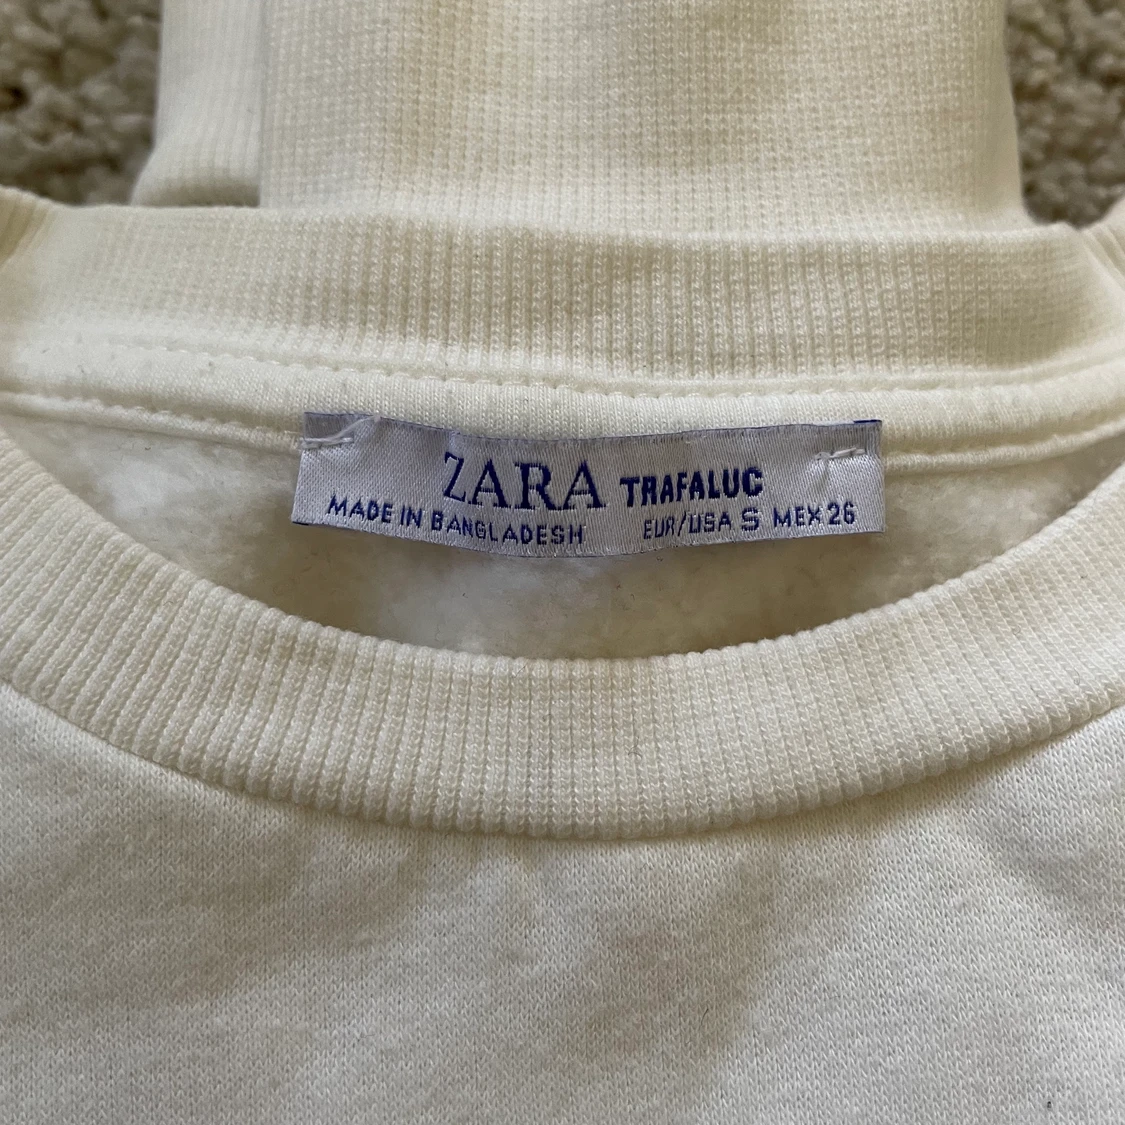 ZARA TRAFALUC
MADE IN BANGLADESH EUR/USA S MEX 26